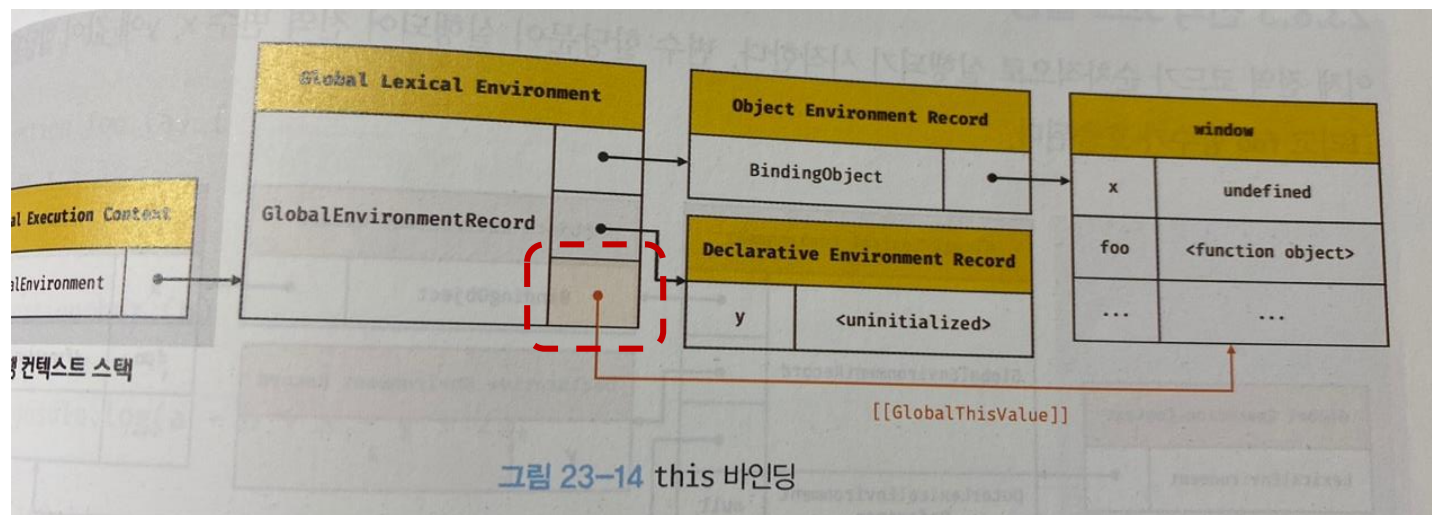 Global Lexical Environment
GlobalEnvironmentRecord
Object Environment Record
BindingObject
window
x undefined
foo <function object>
... ...
Declarative Environment Record
y <uninitialized>
al Execution Context
alEnvironment
컨텍스트 스택
[[GlobalThisValue]]
그림 23-14 this 바인딩